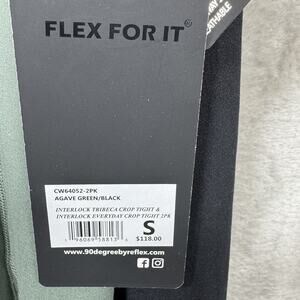 FLEX FOR IT®
CW64052-2PK
AGAVE GREEN/BLACK
INTERLOCK TRIBECA CROP TIGHT &
INTERLOCK EVERYDAY CROP TIGHT 2PK
S
$118.00
www.90degreebyreflex.com